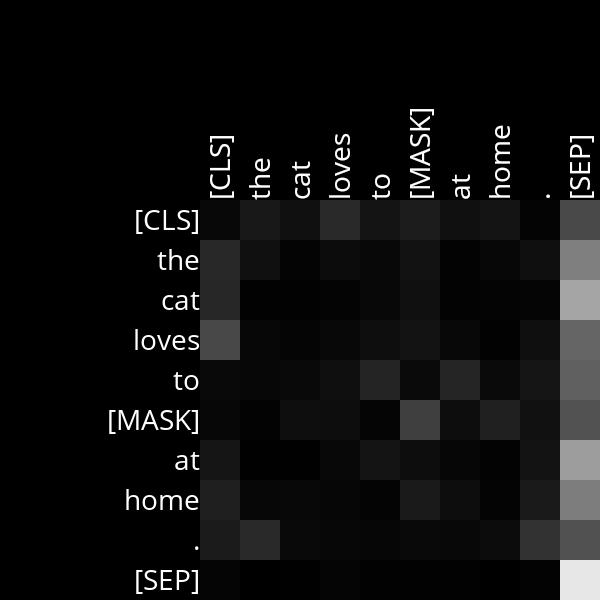 [CLS] the cat loves to [MASK] at home . [SEP]
[CLS]
the
cat
loves
to
[MASK]
at
home
.
[SEP]